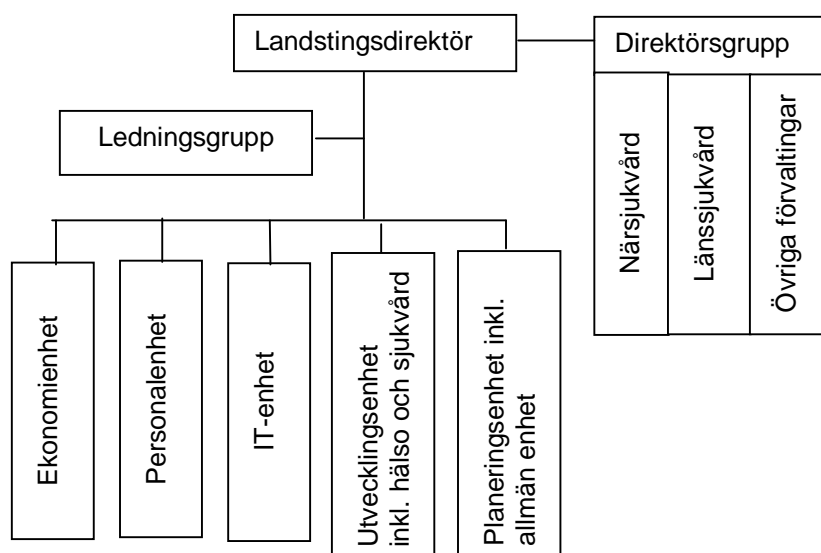 Landstingsdirektör
Direktörsgrupp
Ledningsgrupp
Närsjukvård
Länssjukvård
Övriga förvaltingar
Ekonomienhet
Personalenhet
IT-enhet
Utvecklingsenhet
inkl. hälso och sjukvård
Planeringsenhet inkl.
allmän enhet